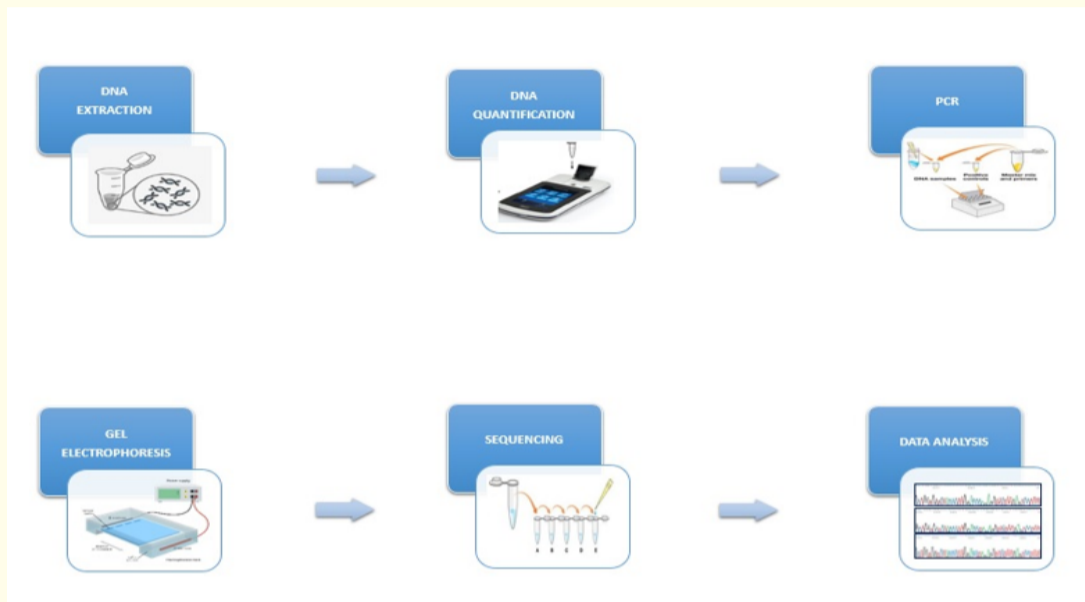 DNA
EXTRACTION
DNA
QUANTIFICATION
PCR
DNA samples
Positive
controls
Master mix
and primers
GEL
ELECTROPHORESIS
Power supply
SEQUENCING
A B C D E
DATA ANALYSIS